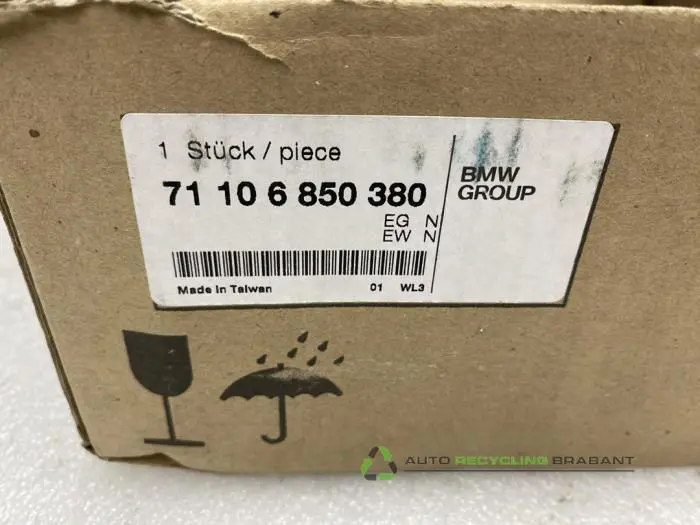 1 Stück / piece
71 10 6 850 380
EG N
EW N
BMW
GROUP
Made in Taiwan 01 WL3
AUTO RECYCLING BRABANT